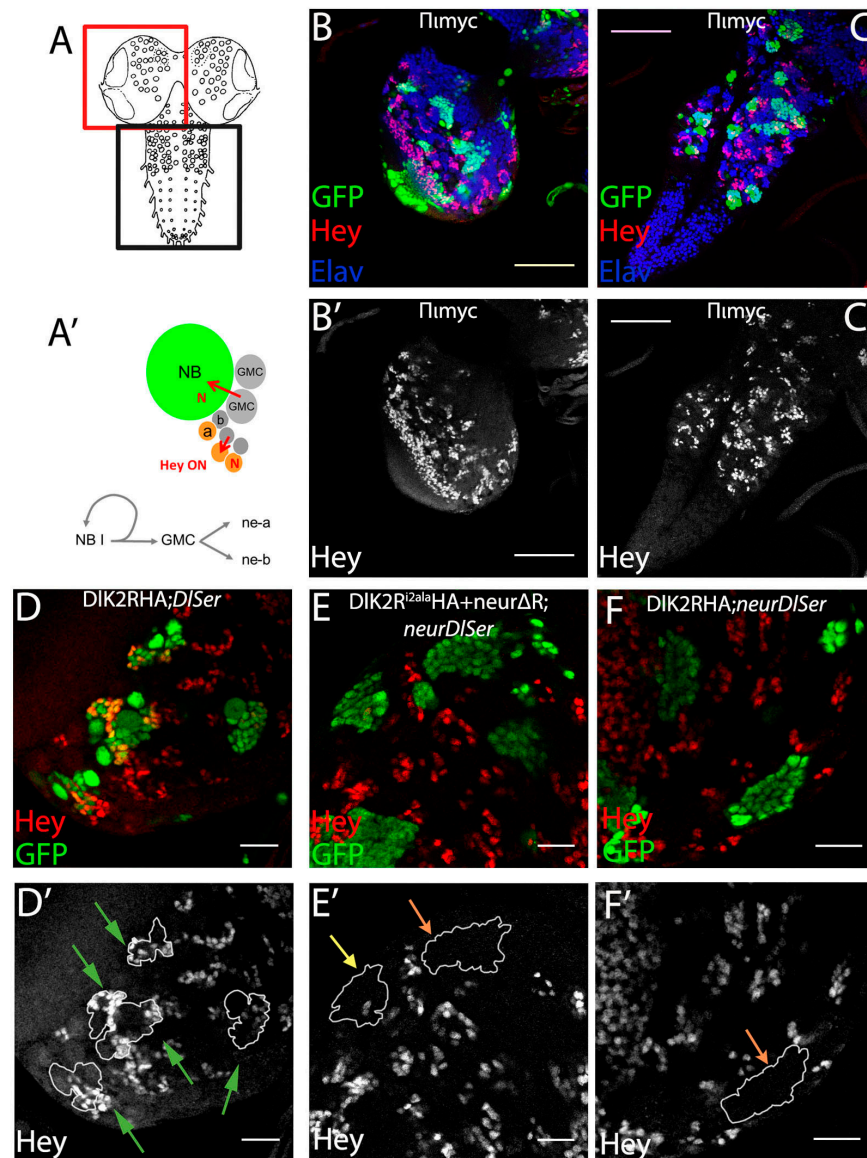 A
B
Πιmyc
GFP
Hey
Elav
Πιmyc
C
GFP
Hey
Elav
A'
NB
GMC
N
GMC
b
a
Hey ON
N
NB I
GMC
ne-a
ne-b
B'
Πιmyc
Hey
Πιmyc
C
Hey
D
DlK2RHA;DlSer
Hey
GFP
E
DlK2Ri2alaHA+neurΔR;
neurDlSer
Hey
GFP
F
DlK2RHA;neurDlSer
Hey
GFP
D'
Hey
E'
Hey
F'
Hey